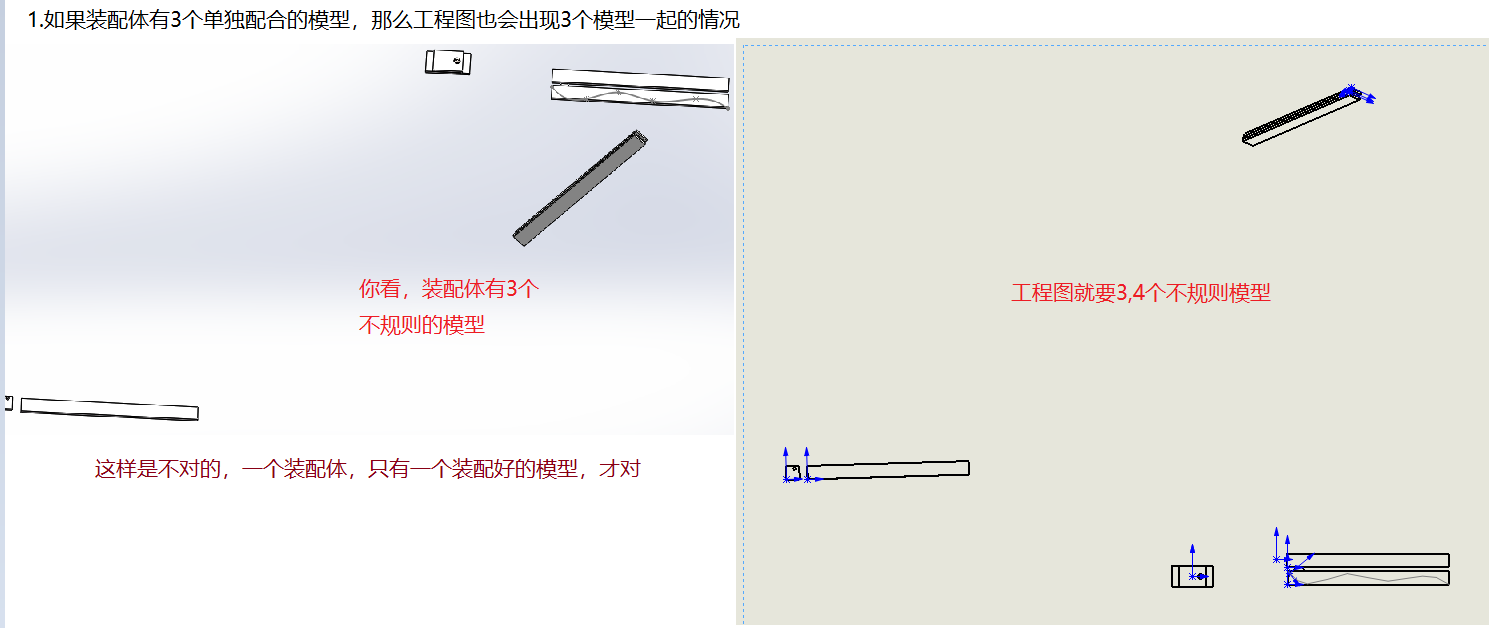 1.如果装配体有3个单独配合的模型，那么工程图也会出现3个模型一起的情况
你看，装配体有3个
不规则的模型
工程图就要3,4个不规则模型
这样是不对的，一个装配体，只有一个装配好的模型，才对